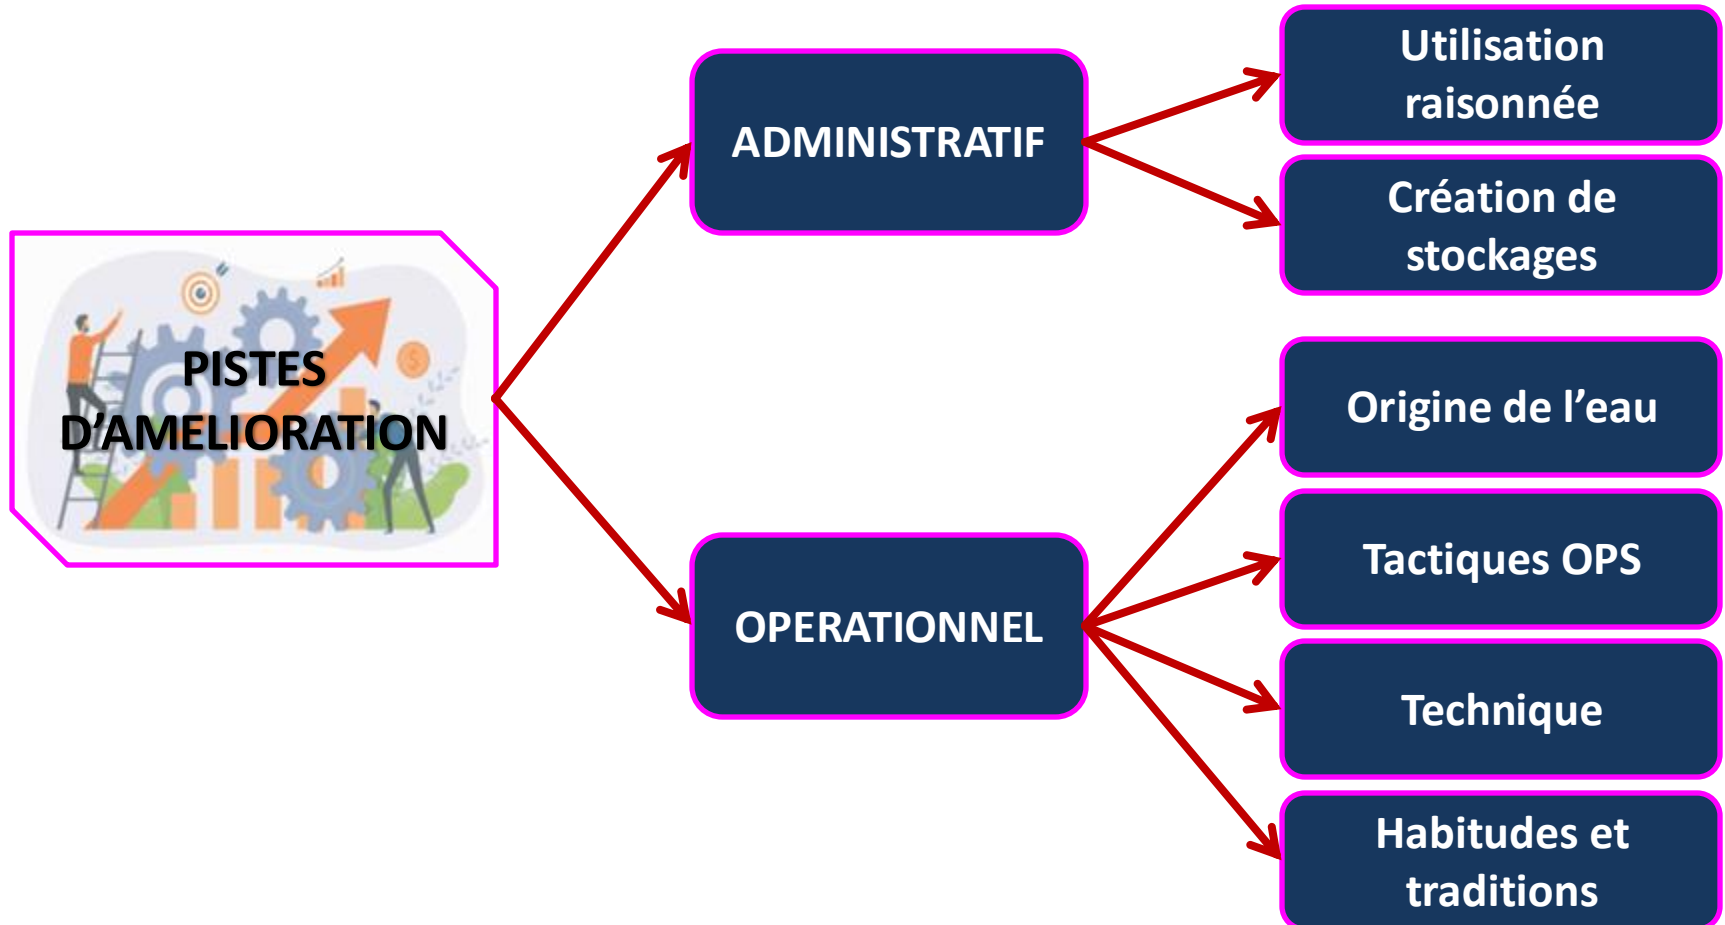 PISTES
D’AMELIORATION
ADMINISTRATIF
Utilisation
raisonnée
Création de
stockages
OPERATIONNEL
Origine de l’eau
Tactiques OPS
Technique
Habitudes et
traditions